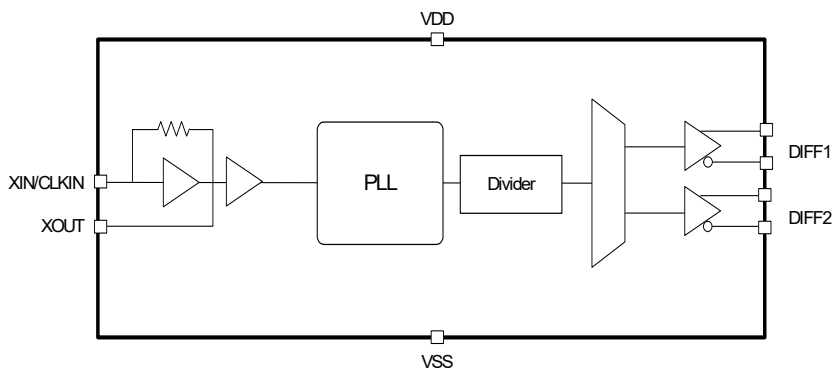 VDD
XIN/CLKIN
XOUT
PLL
Divider
DIFF1
DIFF2
VSS